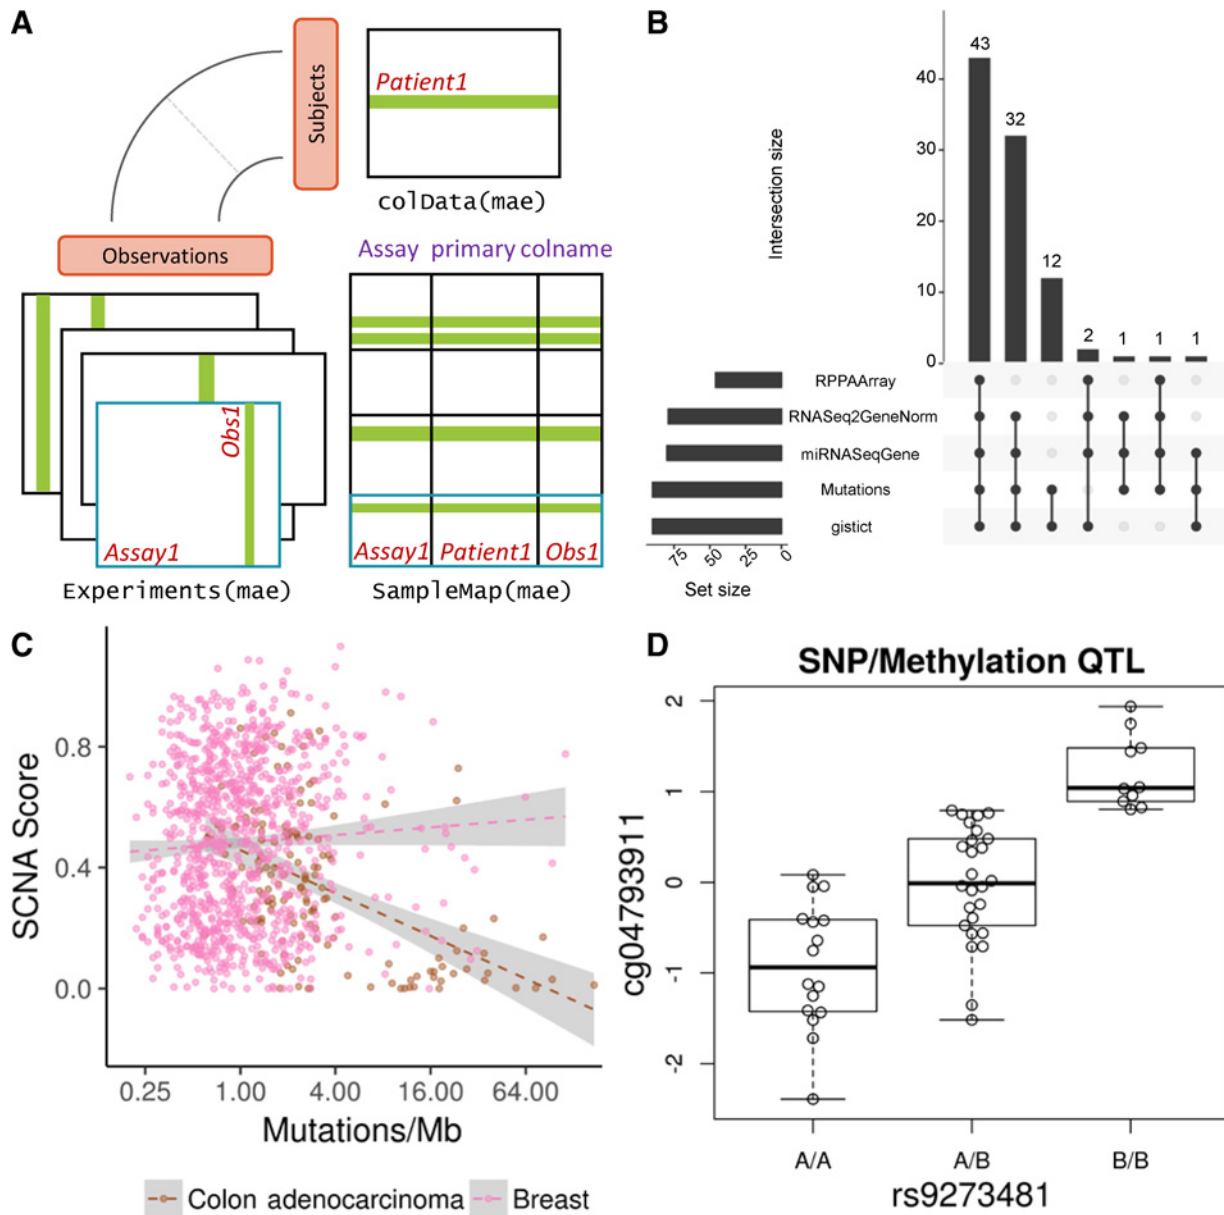 A
Subjects
Patient1
colData(mae)
Observations
Assay primary colname
Obs1
Assay1
Experiments(mae)
Assay1 Patient1 Obs1
SampleMap(mae)
B
Intersection size
43
32
12
2
1
1
1
40
30
20
10
0
RPPAArray
RNASeq2GeneNorm
miRNASeqGene
Mutations
gistict
75 50 25 0
Set size
C
SCNA Score
0.8
0.4
0.0
0.25 1.00 4.00 16.00 64.00
Mutations/Mb
Colon adenocarcinoma Breast
D
SNP/Methylation QTL
cg04793911
2
1
0
-1
-2
A/A A/B B/B
rs9273481